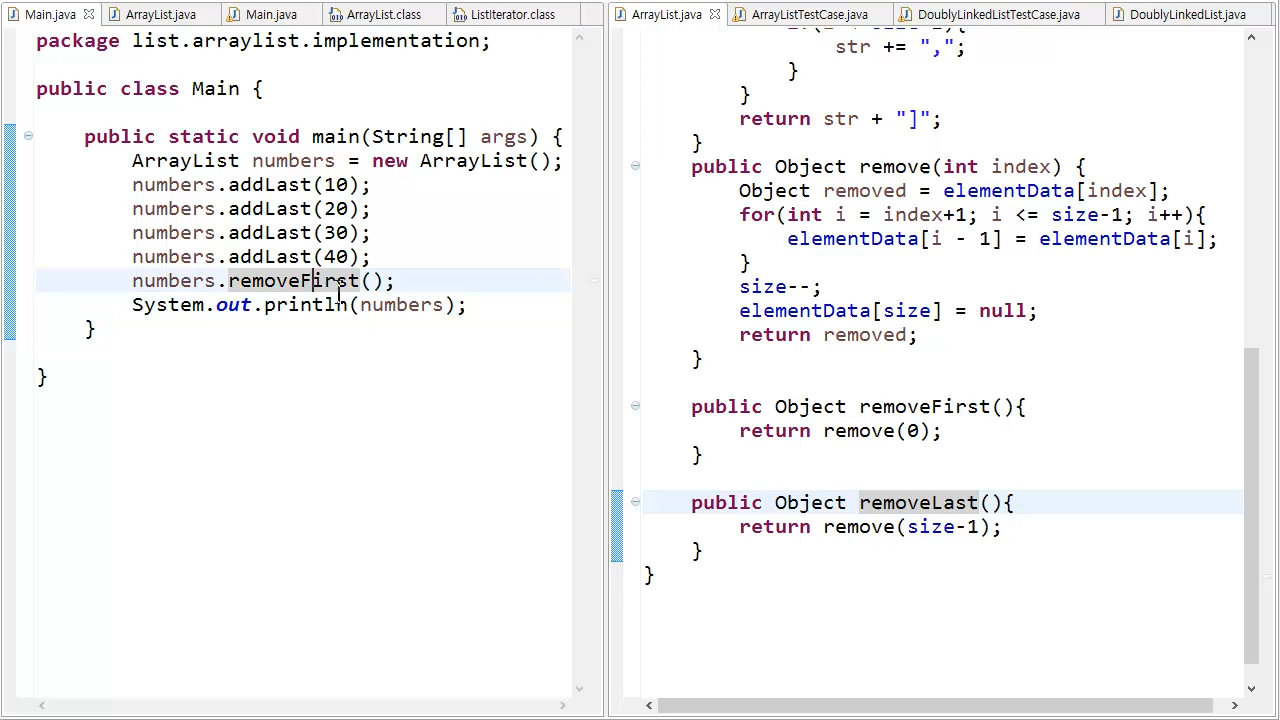 Main.java
ArrayList.java
Main.java
ArrayList.class
ListIterator.class
package list.arraylist.implementation;
public class Main {
public static void main(String[] args) {
ArrayList numbers = new ArrayList();
numbers.addLast(10);
numbers.addLast(20);
numbers.addLast(30);
numbers.addLast(40);
numbers.removeFirst();
System.out.println(numbers);
}
}
ArrayList.java
ArrayListTestCase.java
DoublyLinkedListTestCase.java
DoublyLinkedList.java
str += ",";
}
}
return str + "]";
}
public Object remove(int index) {
Object removed = elementData[index];
for(int i = index+1; i <= size-1; i++){
elementData[i - 1] = elementData[i];
}
size--;
elementData[size] = null;
return removed;
}
public Object removeFirst(){
return remove(0);
}
public Object removeLast(){
return remove(size-1);
}
}